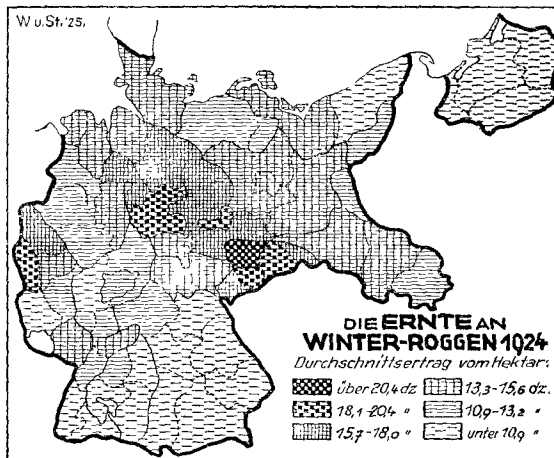 W u. St. '25.
DIE ERNTE AN
WINTER-ROGGEN 1924
Durchschnittsertrag vom Hektar:
über 20,4 dz 13,3-15,6 dz.
18,1-20,4 " 10,9-13,2 "
15,7-18,0 " unter 10,9 "